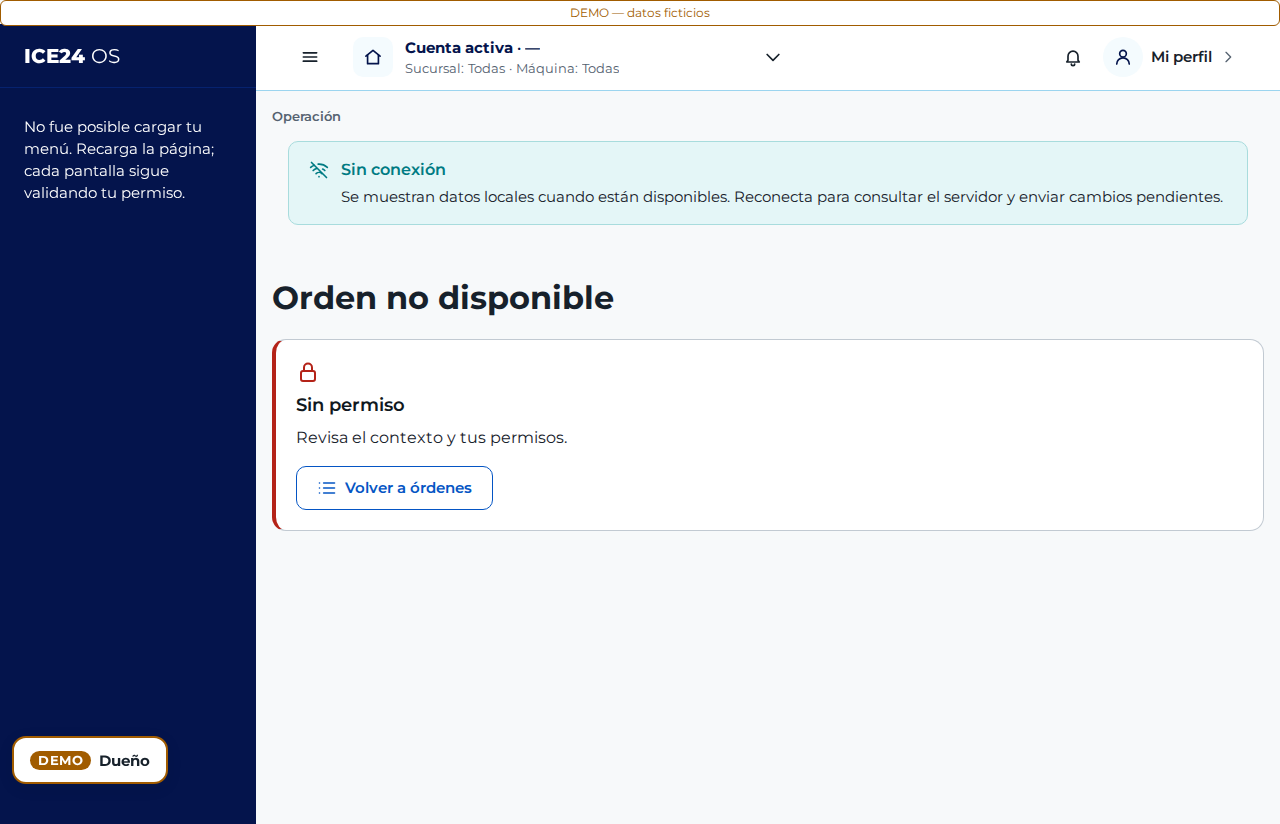 DEMO — datos ficticios
ICE24 OS
Cuenta activa · —
Sucursal: Todas · Máquina: Todas
Mi perfil
No fue posible cargar tu
menú. Recarga la página;
cada pantalla sigue
validando tu permiso.
Operación
Sin conexión
Se muestran datos locales cuando están disponibles. Reconecta para consultar el servidor y enviar cambios pendientes.
Orden no disponible
Sin permiso
Revisa el contexto y tus permisos.
Volver a órdenes
DEMO Dueño